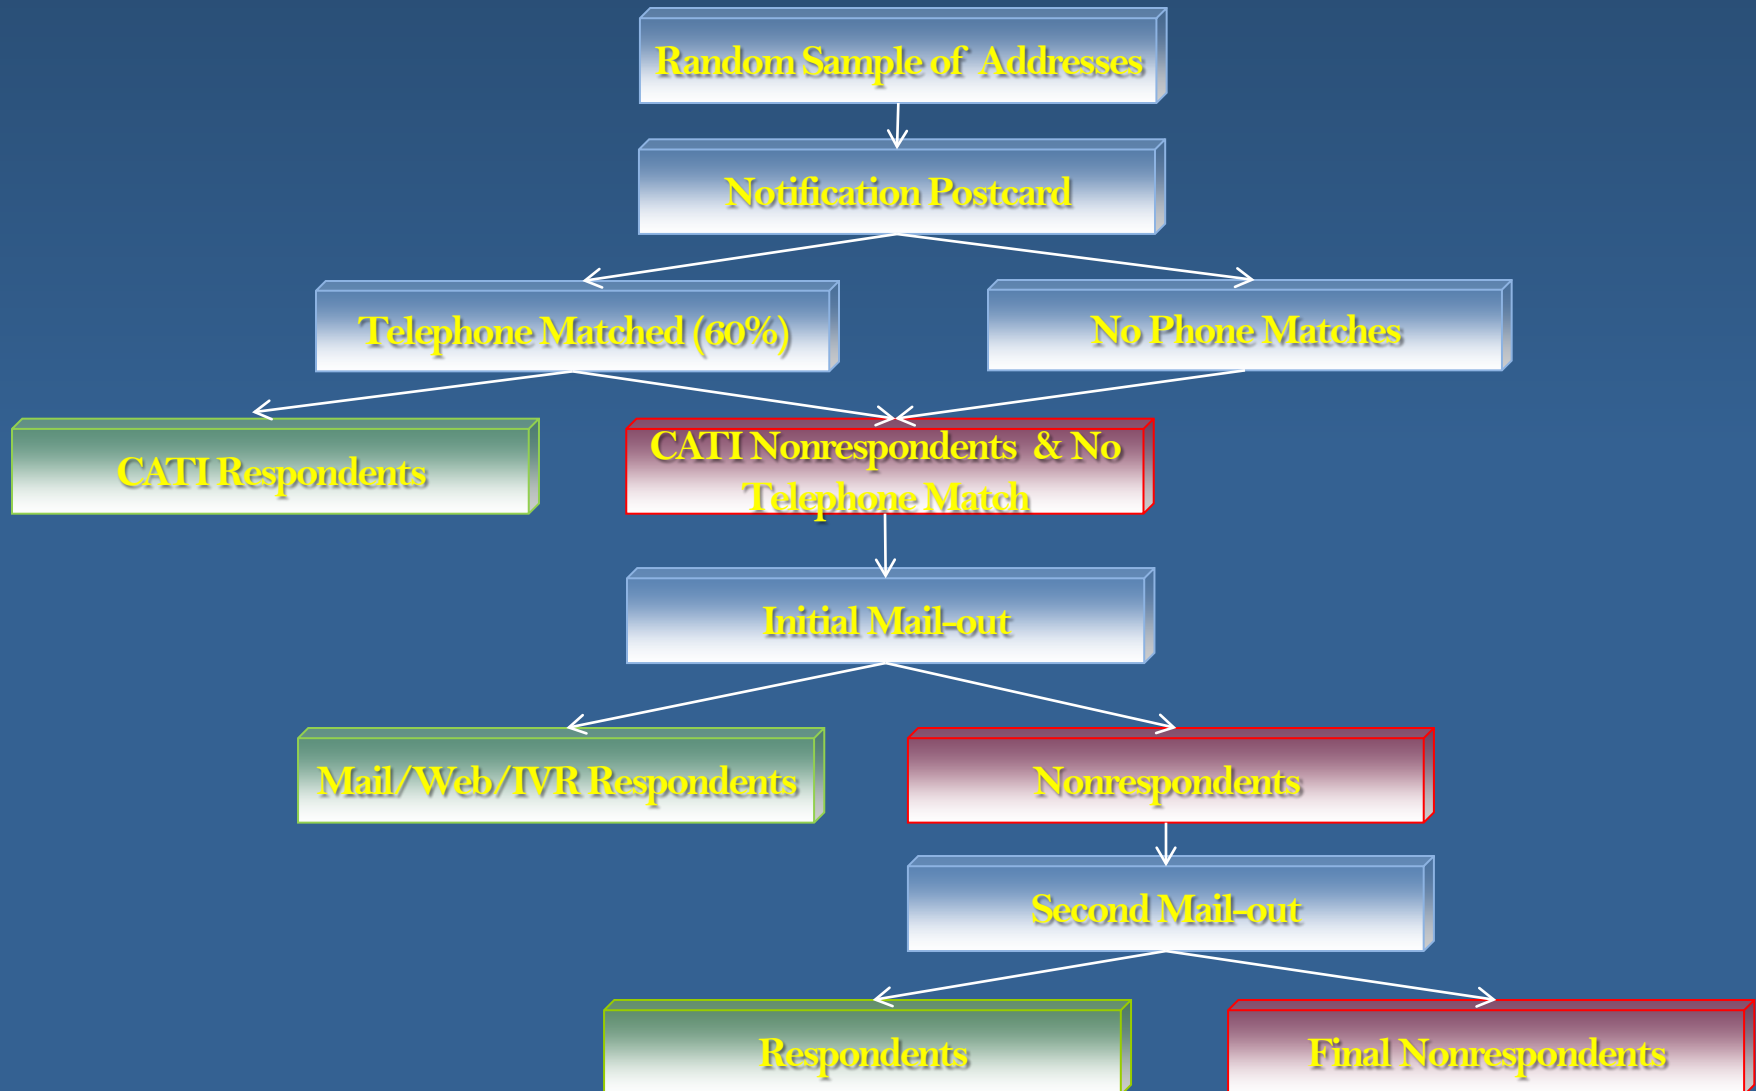 Random Sample of Addresses
Notification Postcard
Telephone Matched (60%)
No Phone Matches
CATI Respondents
CATI Nonrespondents & No
Telephone Match
Initial Mail-out
Mail/Web/IVR Respondents
Nonrespondents
Second Mail-out
Respondents
Final Nonrespondents